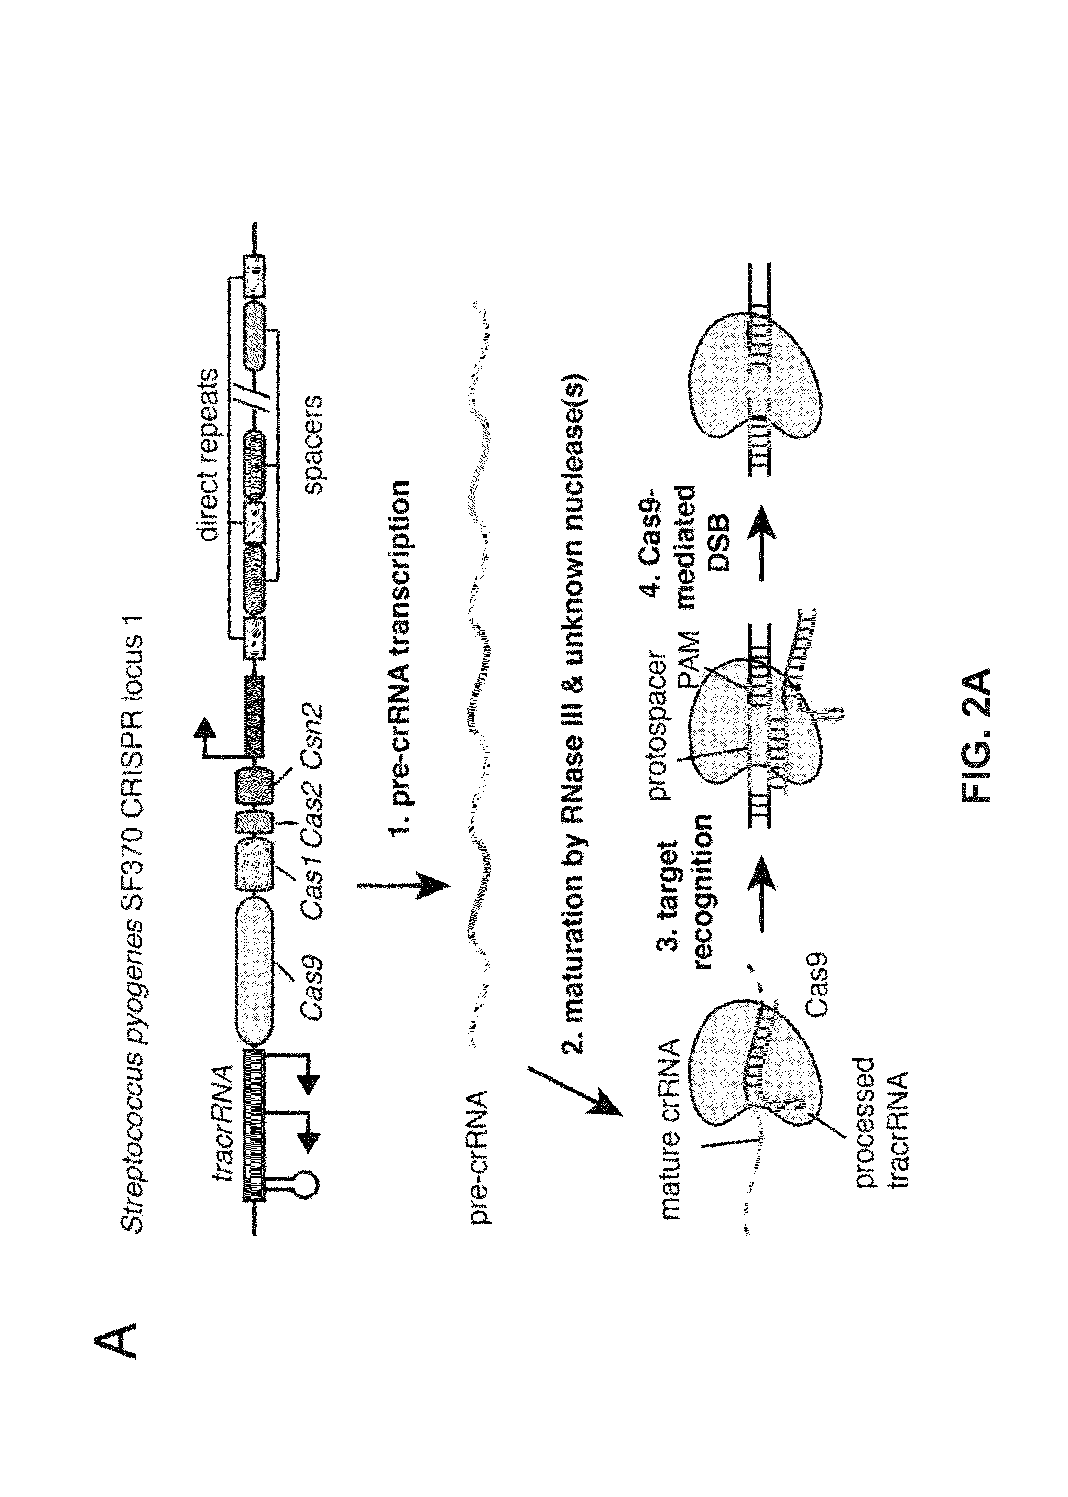 A
Streptococcus pyogenes SF370 CRISPR locus 1
direct repeats
tracrRNA
Cas9
Cas1
Cas2
Csn2
spacers
1. pre-crRNA transcription
pre-crRNA
2. maturation by RNase III & unknown nuclease(s)
mature crRNA
3. target
recognition
protospacer
PAM
4. Cas9-
mediated
DSB
Cas9
processed
tracrRNA
FIG. 2A